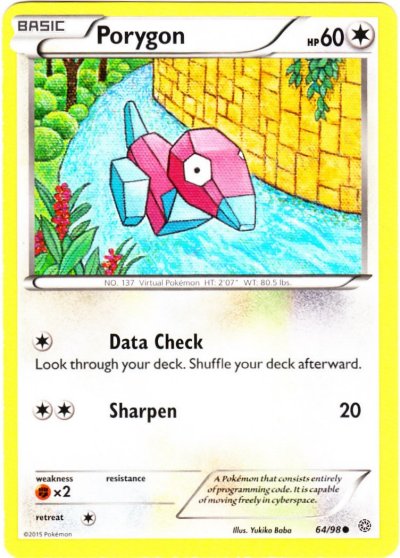 BASIC
Porygon
HP60
NO. 137 Virtual Pokémon HT: 2'07" WT: 80.5 lbs.
Data Check
Look through your deck. Shuffle your deck afterward.
Sharpen 20
weakness resistance
×2
A Pokémon that consists entirely
of programming code. It is capable
of moving freely in cyberspace.
retreat
©2015 Pokémon
Illus. Yukiko Baba 64/98